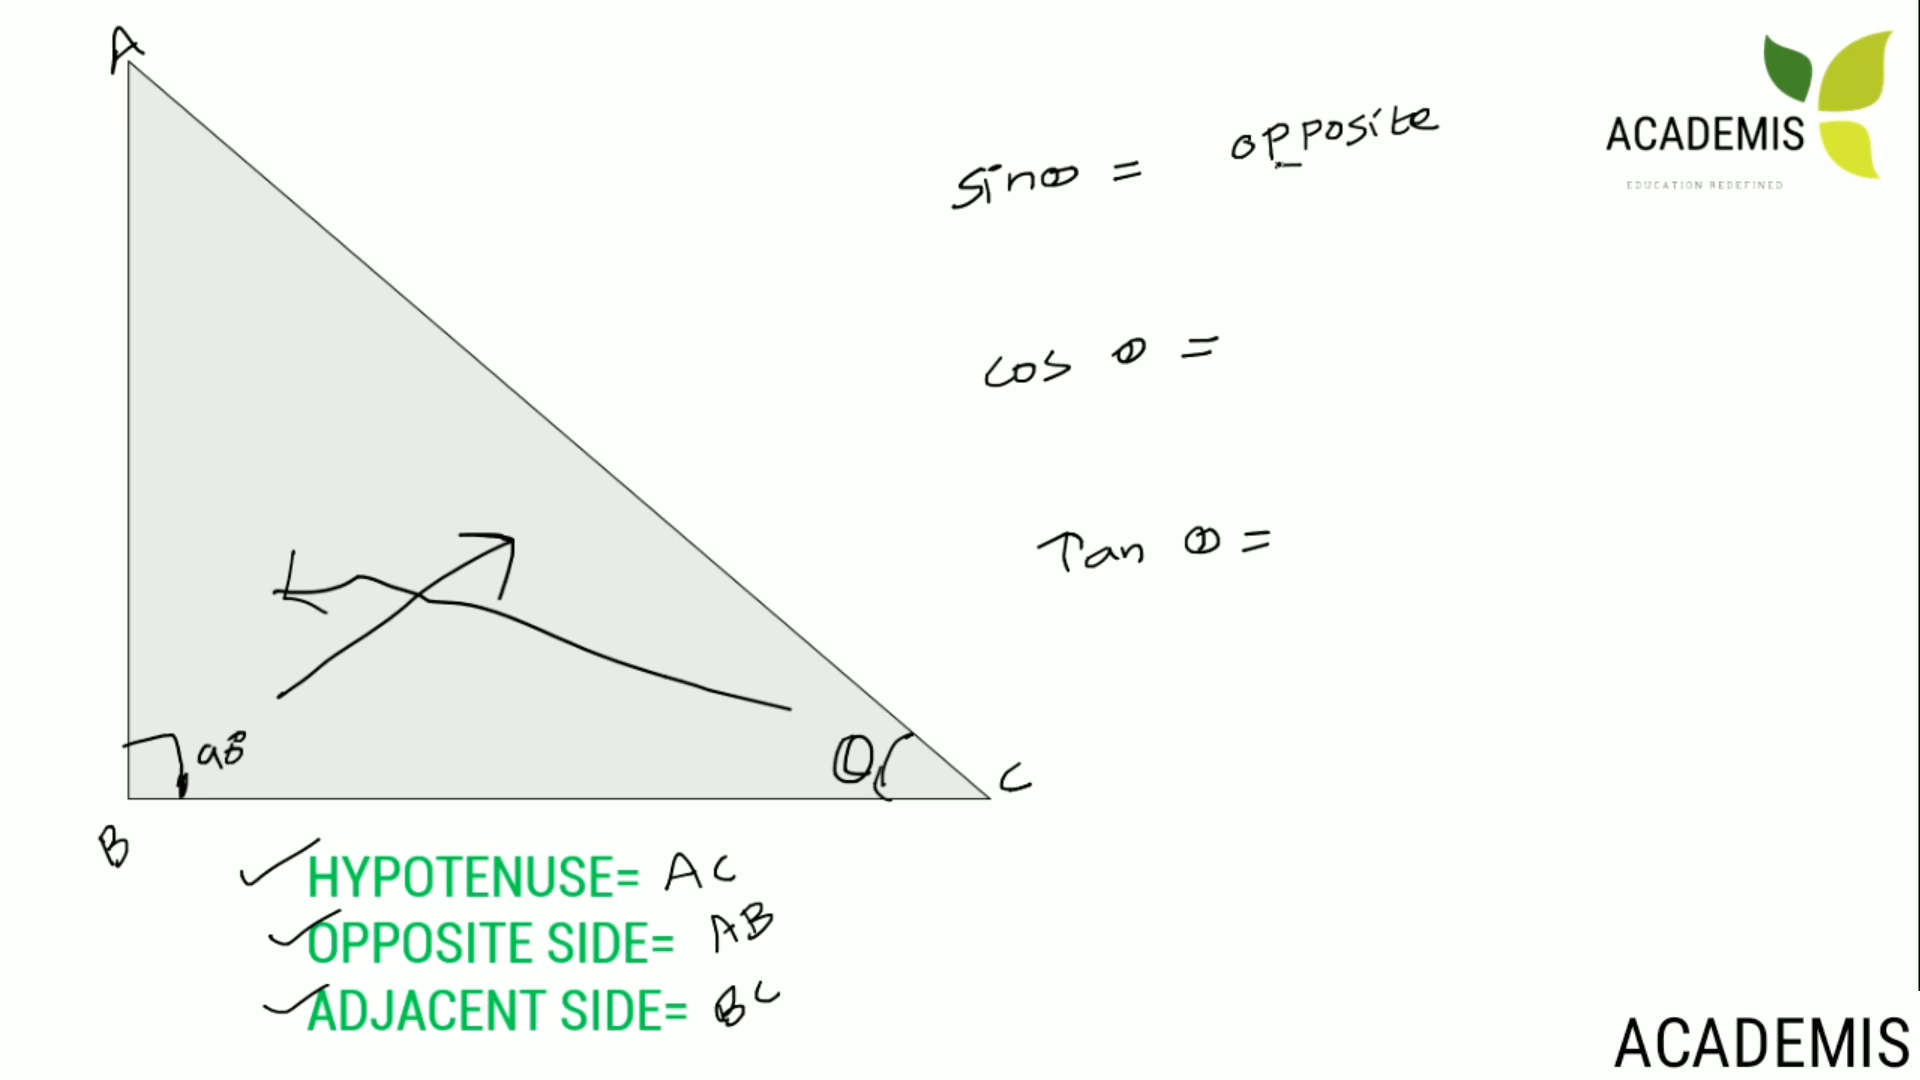 A
sinθ = opposite
ACADEMIS
EDUCATION REDEFINED
cos θ =
Tan θ =
90°
θ
C
B
HYPOTENUSE= AC
OPPOSITE SIDE= AB
ADJACENT SIDE= BC
ACADEMIS